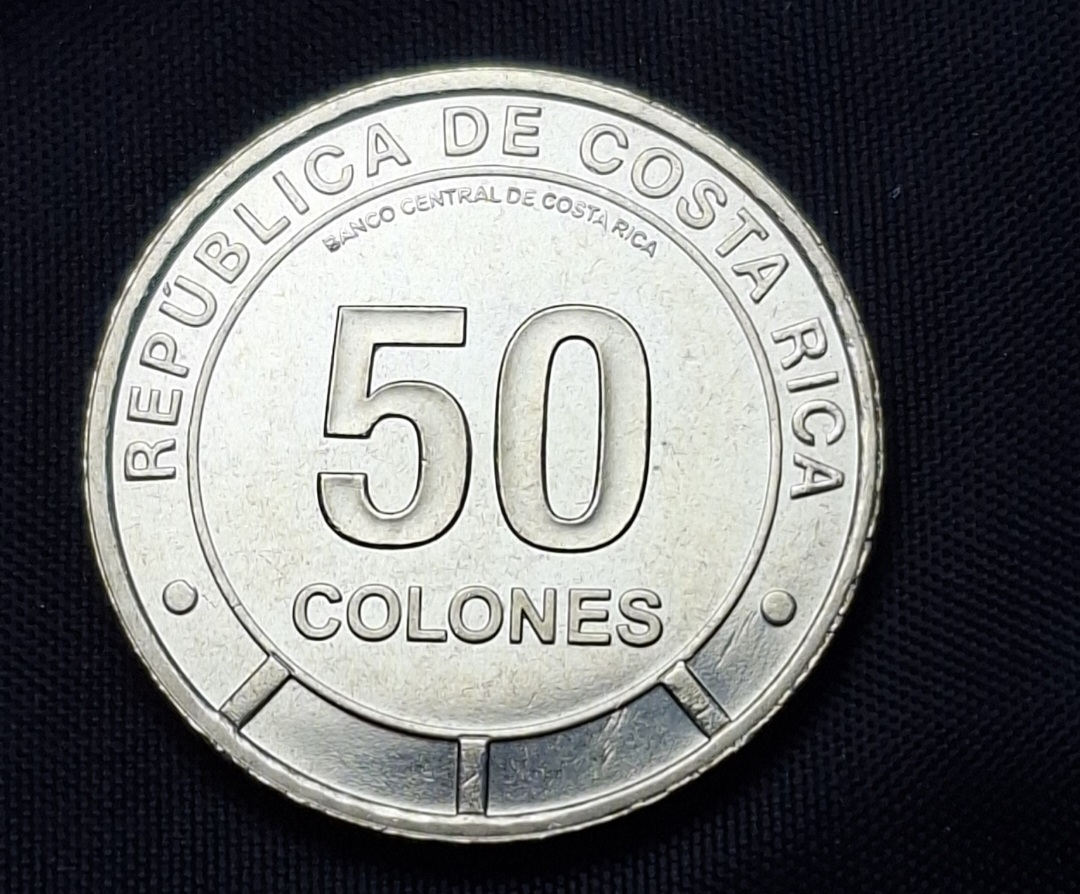 REPÚBLICA DE COSTA RICA
BANCO CENTRAL DE COSTA RICA
50
COLONES